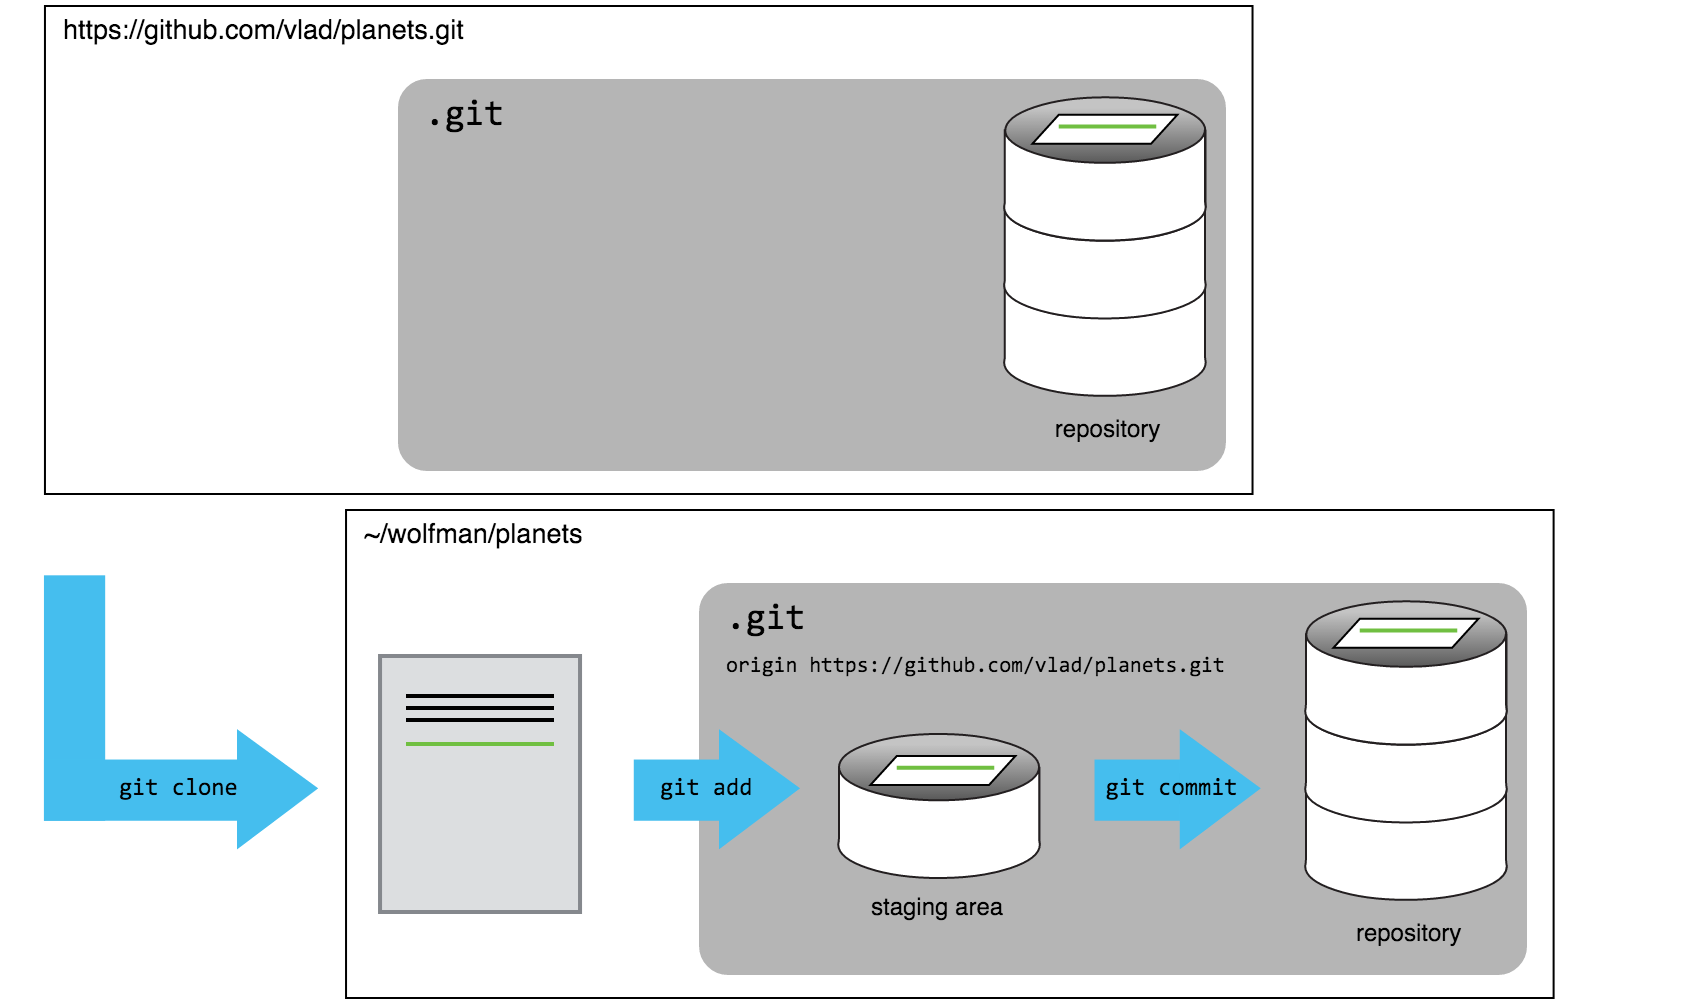 https://github.com/vlad/planets.git
.git
repository
~/wolfman/planets
.git
origin https://github.com/vlad/planets.git
git clone
git add
git commit
staging area
repository